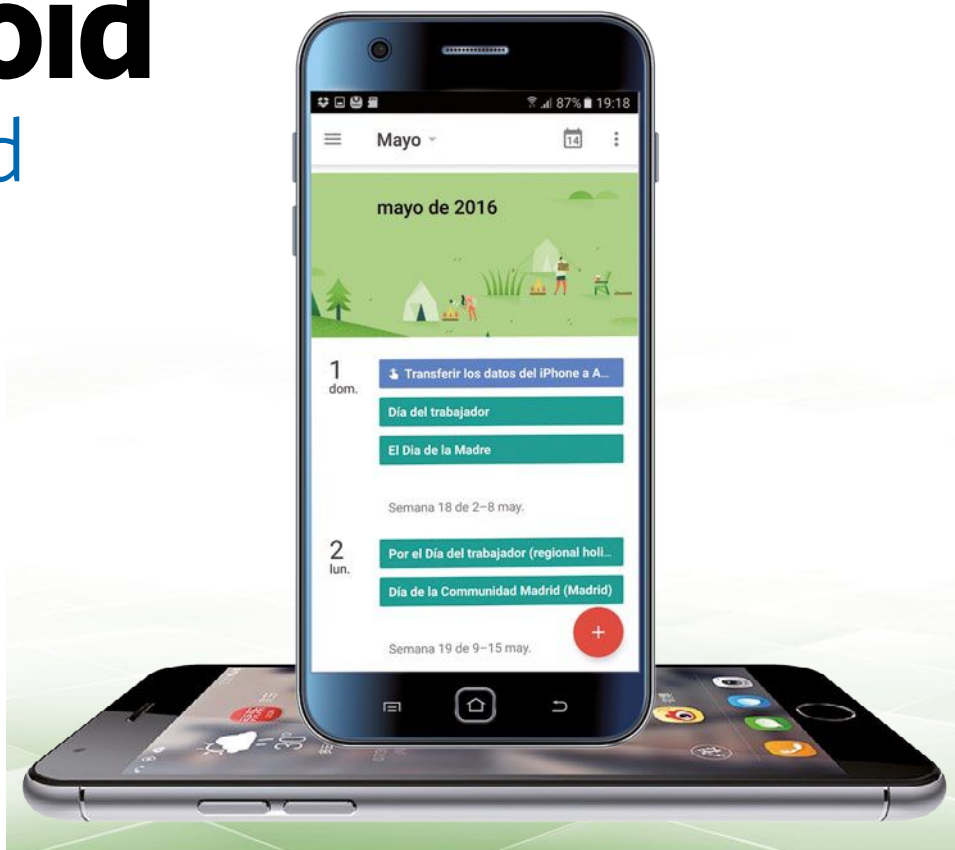 oid
d
87% 19:18
Mayo
14
mayo de 2016
1
dom.
Transferir los datos del iPhone a A...
Día del trabajador
El Dia de la Madre
Semana 18 de 2–8 may.
2
lun.
Por el Día del trabajador (regional holi...
Día de la Communidad Madrid (Madrid)
+
Semana 19 de 9–15 may.
30°